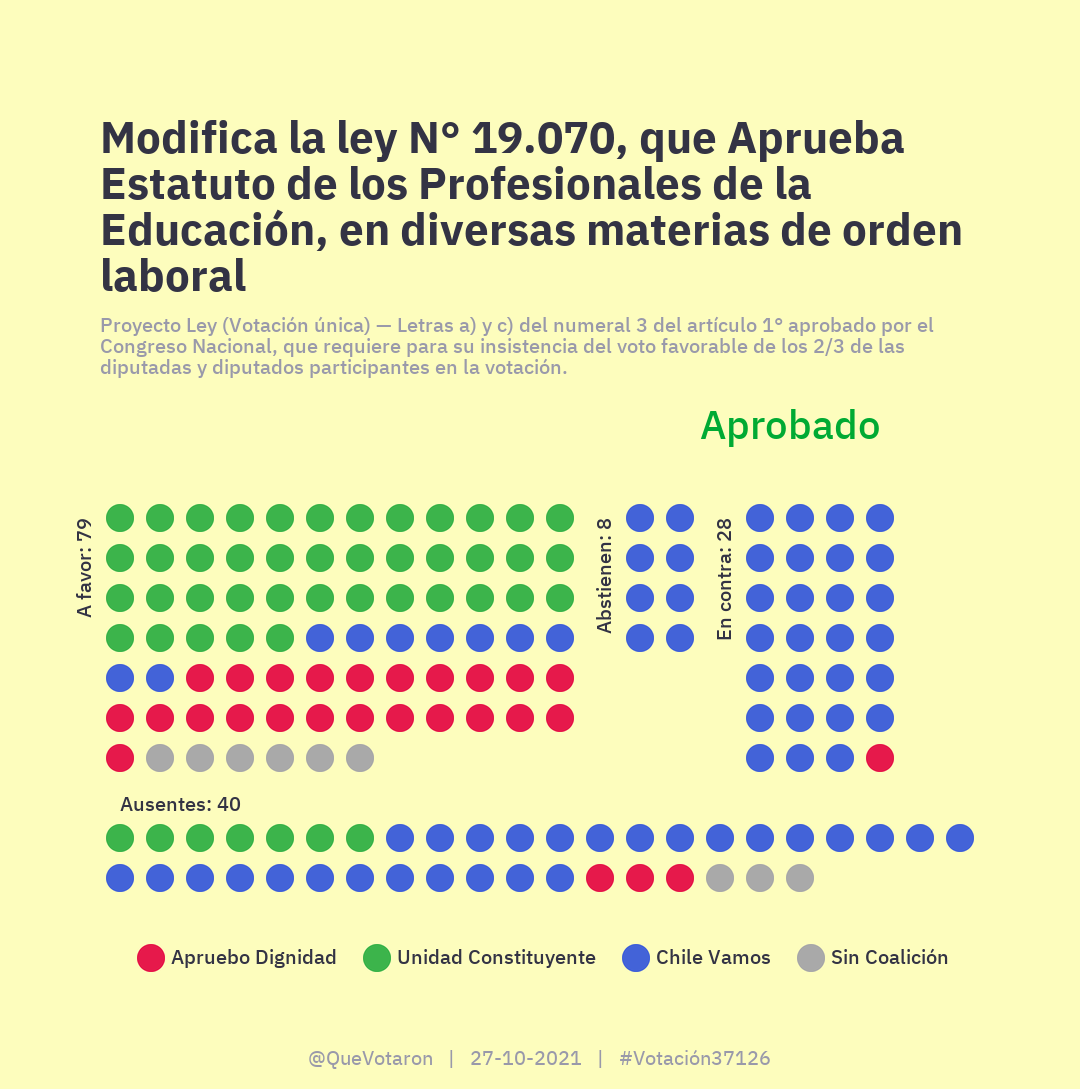 Modifica la ley N° 19.070, que Aprueba
Estatuto de los Profesionales de la
Educación, en diversas materias de orden
laboral
Proyecto Ley (Votación única) — Letras a) y c) del numeral 3 del artículo 1° aprobado por el
Congreso Nacional, que requiere para su insistencia del voto favorable de los 2/3 de las
diputadas y diputados participantes en la votación.
Aprobado
A favor: 79
Abstienen: 8
En contra: 28
Ausentes: 40
Apruebo Dignidad
Unidad Constituyente
Chile Vamos
Sin Coalición
@QueVotaron | 27-10-2021 | #Votación37126